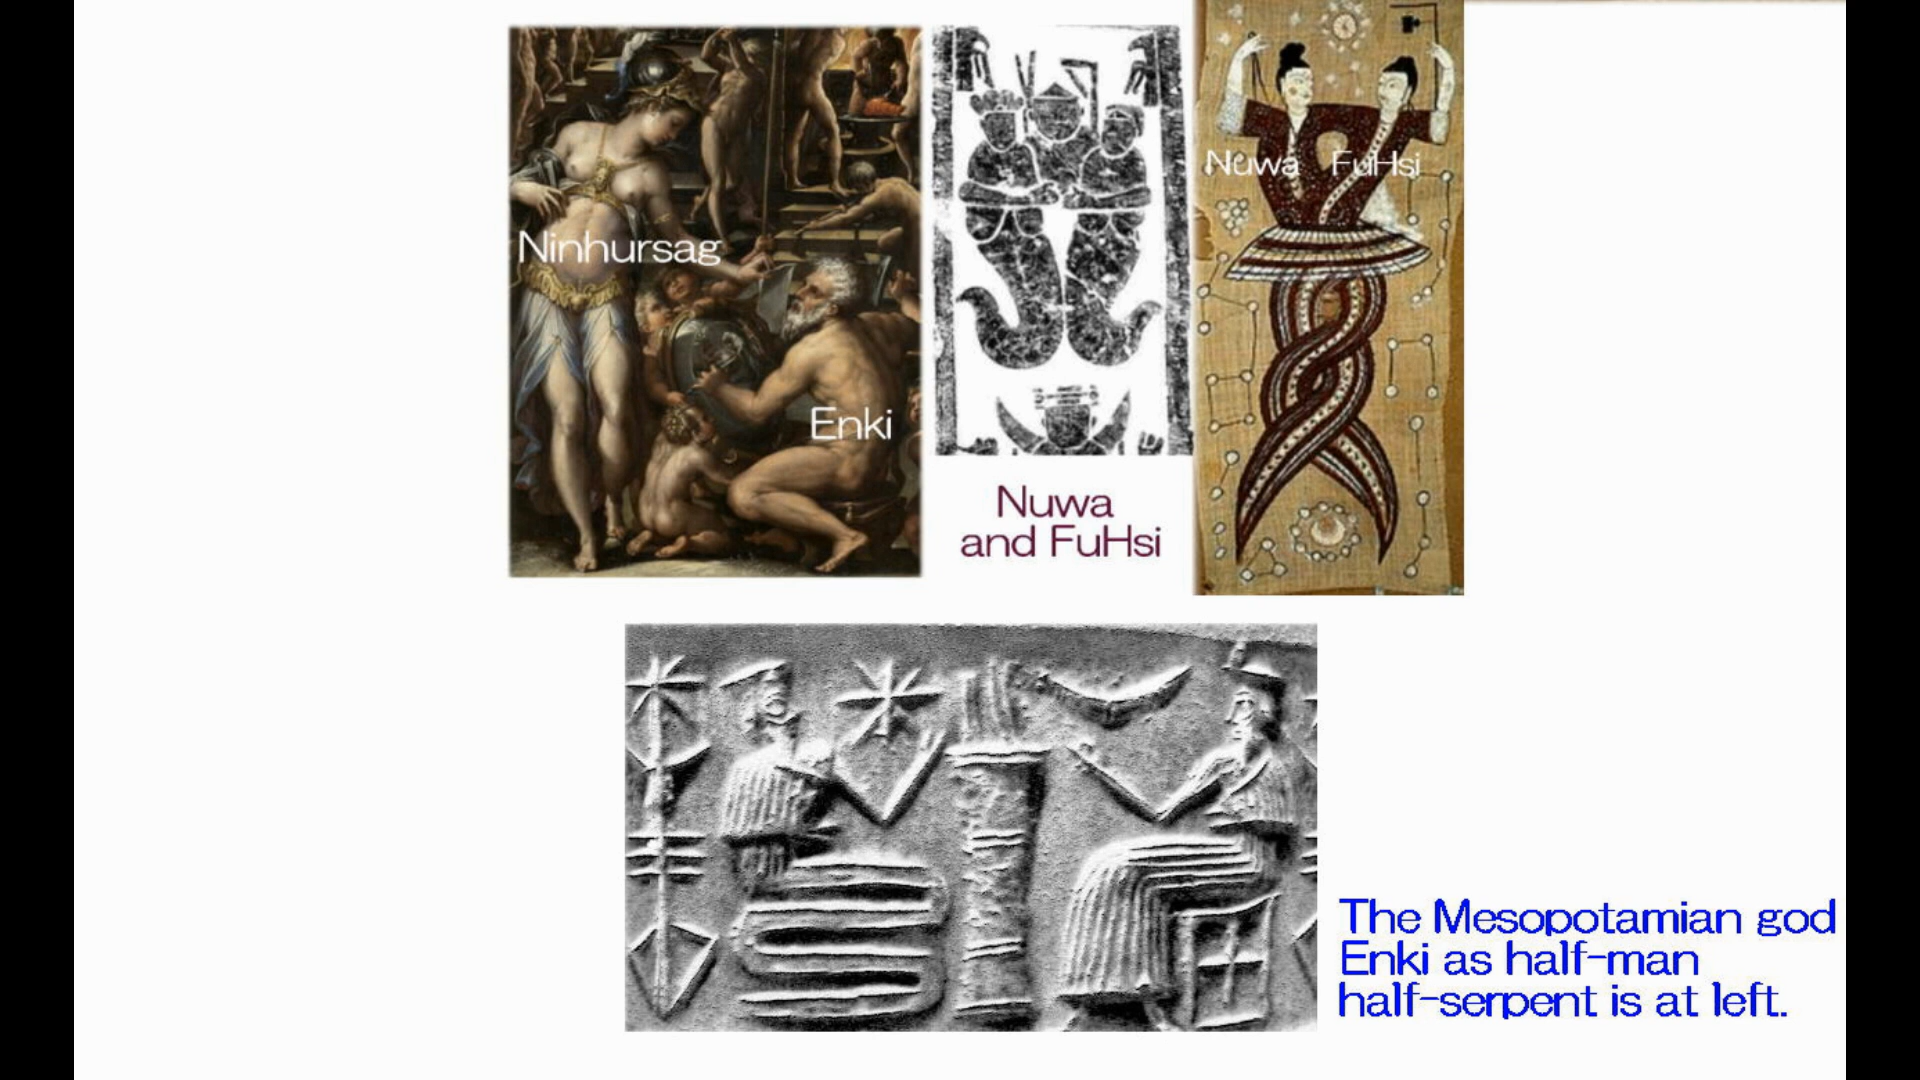 Ninhursag
Enki
Nuwa
and FuHsi
Nuwa FuHsi
The Mesopotamian god
Enki as half-man
half-serpent is at left.